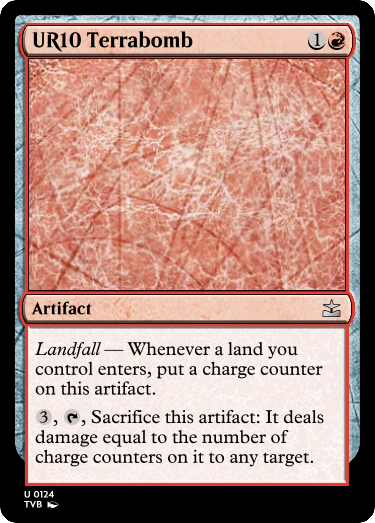 UR10 Terrabomb 1
Artifact
Landfall — Whenever a land you
control enters, put a charge counter
on this artifact.
3, , Sacrifice this artifact: It deals
damage equal to the number of
charge counters on it to any target.
U 0124
TVB